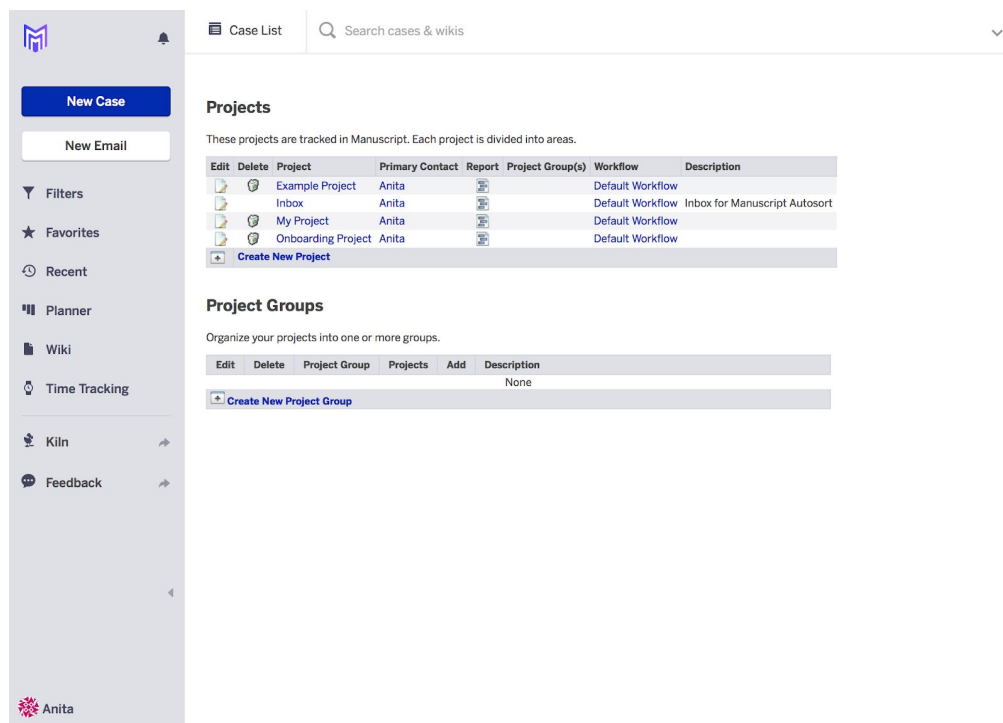 Case List
Search cases & wikis
New Case
New Email
Filters
Favorites
Recent
Planner
Wiki
Time Tracking
Kiln
Feedback
Anita
Projects
These projects are tracked in Manuscript. Each project is divided into areas.
Edit Delete Project Primary Contact Report Project Group(s) Workflow Description
Example Project Anita Default Workflow
Inbox Anita Default Workflow Inbox for Manuscript Autosort
My Project Anita Default Workflow
Onboarding Project Anita Default Workflow
Create New Project
Project Groups
Organize your projects into one or more groups.
Edit Delete Project Group Projects Add Description
None
Create New Project Group